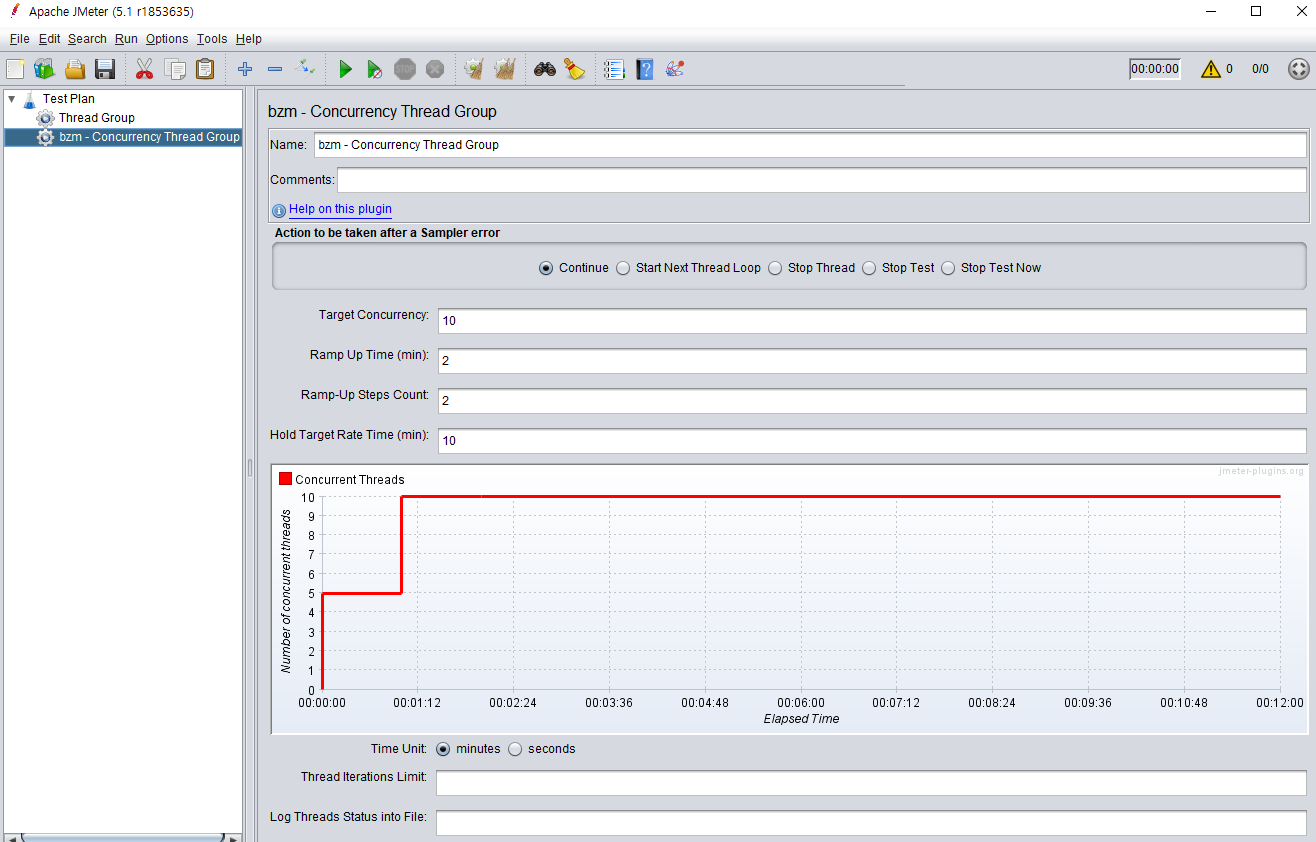 Apache JMeter (5.1 r1853635)
File Edit Search Run Options Tools Help
STOP
00:00:00 0 0/0
Test Plan
Thread Group
bzm - Concurrency Thread Group
bzm - Concurrency Thread Group
Name: bzm - Concurrency Thread Group
Comments:
Help on this plugin
Action to be taken after a Sampler error
Continue Start Next Thread Loop Stop Thread Stop Test Stop Test Now
Target Concurrency: 10
Ramp Up Time (min): 2
Ramp-Up Steps Count: 2
Hold Target Rate Time (min): 10
jmeter-plugins.org
Concurrent Threads
Number of concurrent threads
10
9
8
7
6
5
4
3
2
1
0
00:00:00 00:01:12 00:02:24 00:03:36 00:04:48 00:06:00 00:07:12 00:08:24 00:09:36 00:10:48 00:12:00
Elapsed Time
Time Unit: minutes seconds
Thread Iterations Limit:
Log Threads Status into File: